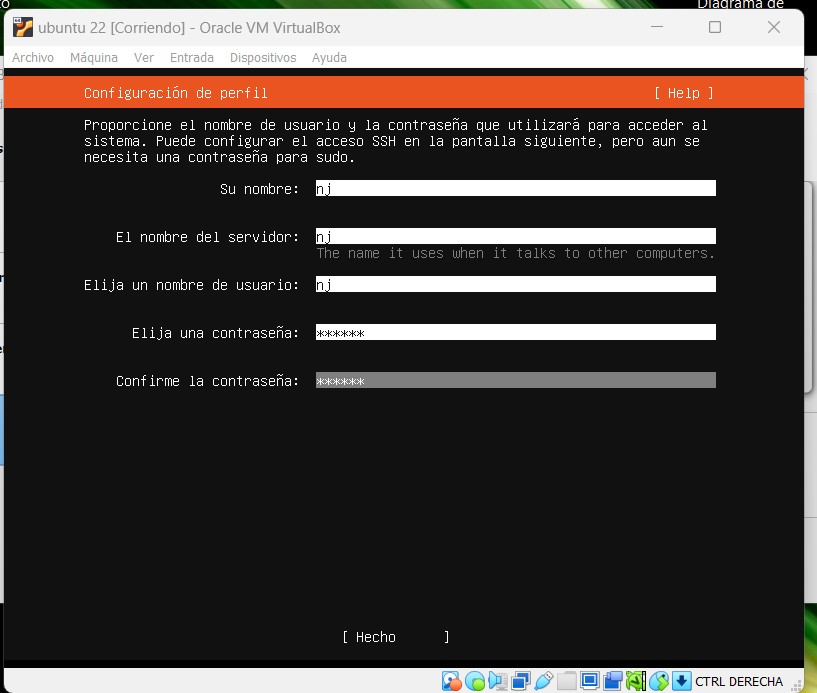 Diagrama de
ubuntu 22 [Corriendo] - Oracle VM VirtualBox
Archivo Máquina Ver Entrada Dispositivos Ayuda
Configuración de perfil [ Help ]
Proporcione el nombre de usuario y la contraseña que utilizará para acceder al
sistema. Puede configurar el acceso SSH en la pantalla siguiente, pero aun se
necesita una contraseña para sudo.
Su nombre: nj
El nombre del servidor: nj
The name it uses when it talks to other computers.
Elija un nombre de usuario: nj
Elija una contraseña: ******
Confirme la contraseña: ******
[ Hecho ]
CTRL DERECHA